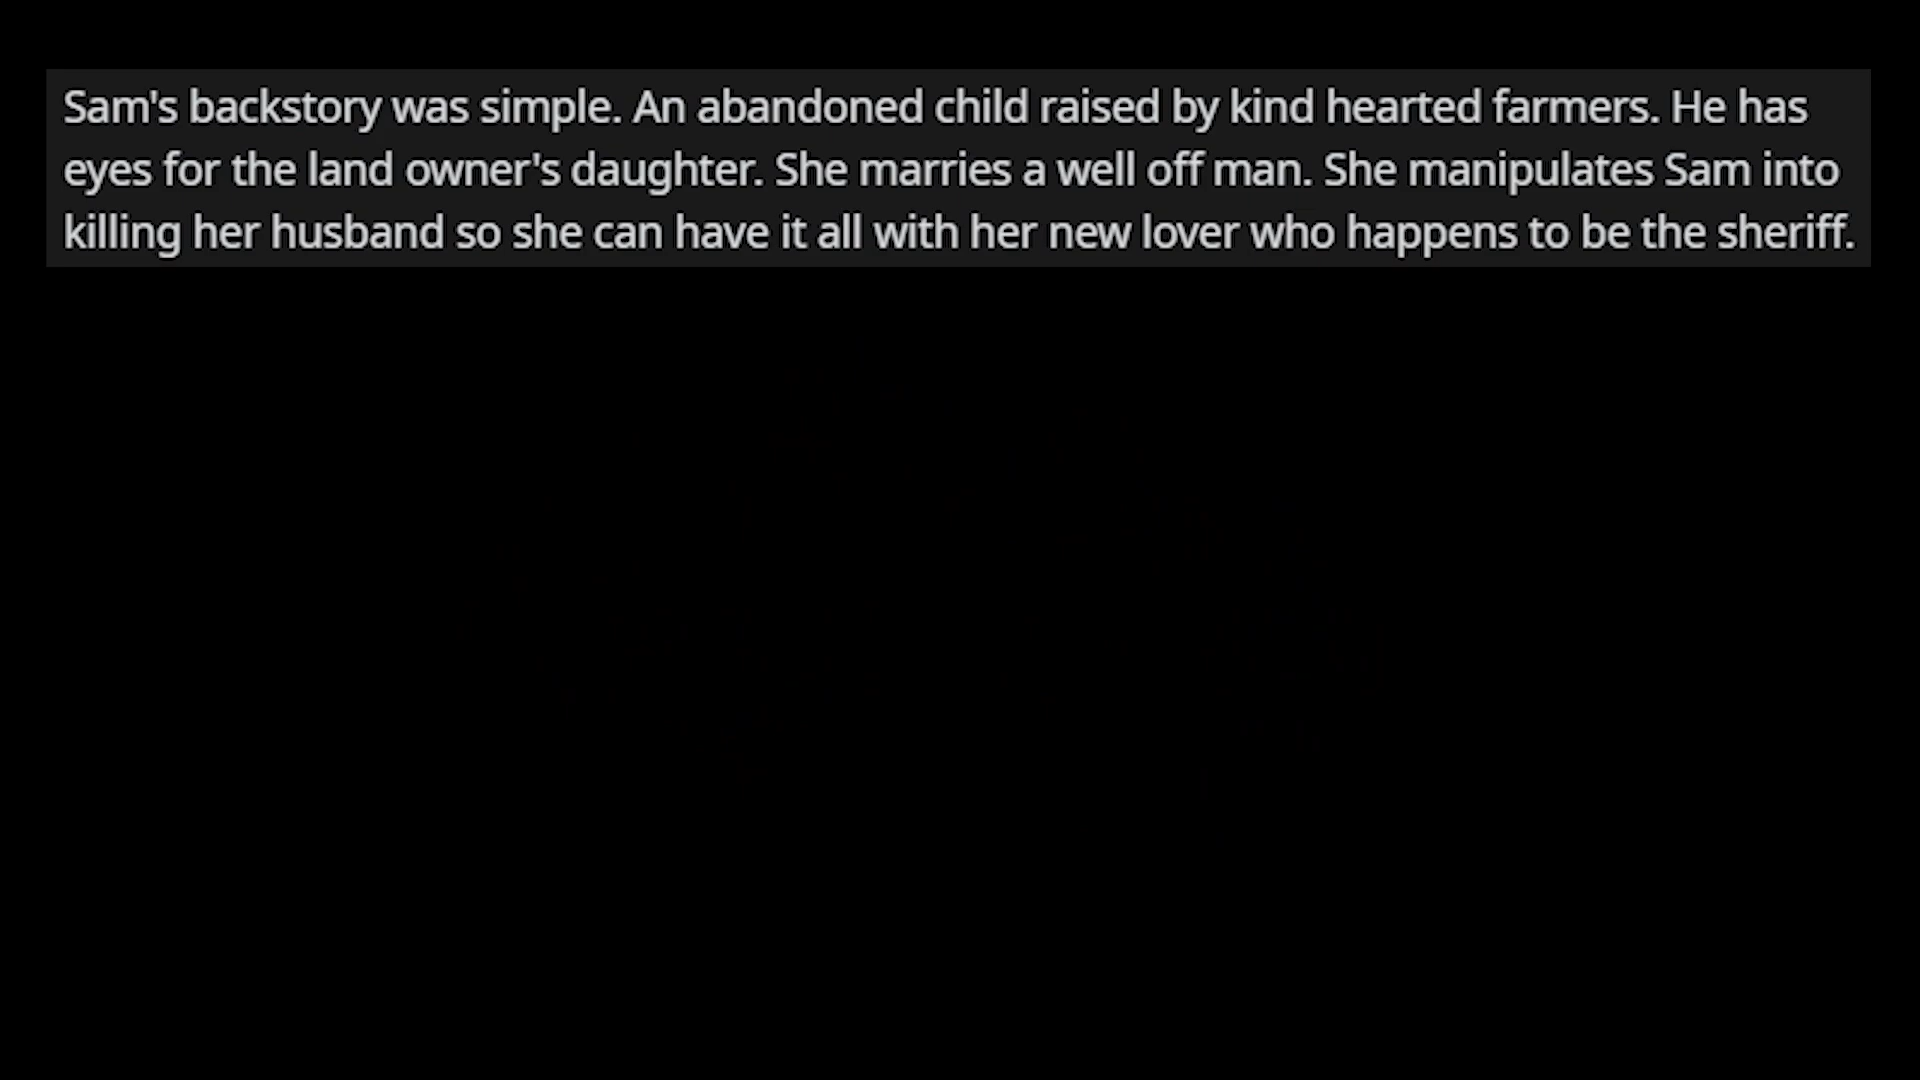 Sam's backstory was simple. An abandoned child raised by kind hearted farmers. He has
eyes for the land owner's daughter. She marries a well off man. She manipulates Sam into
killing her husband so she can have it all with her new lover who happens to be the sheriff.